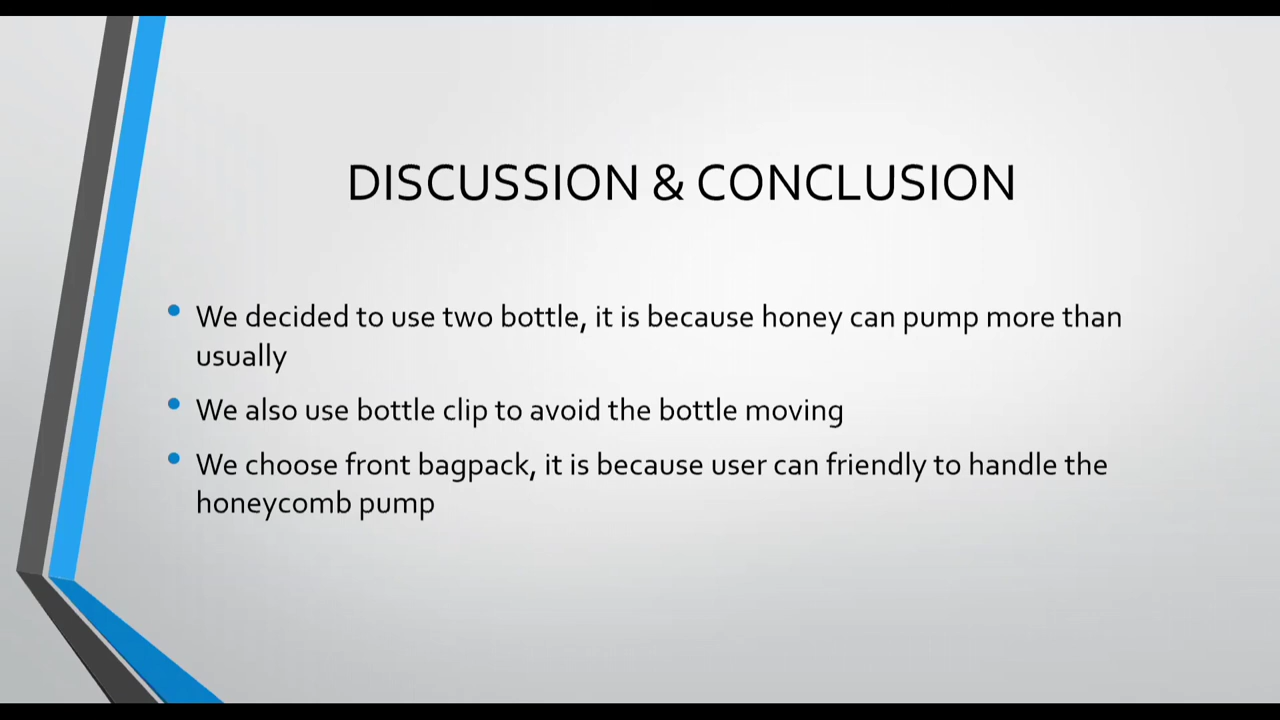 DISCUSSION & CONCLUSION
• We decided to use two bottle, it is because honey can pump more than
usually
• We also use bottle clip to avoid the bottle moving
• We choose front bagpack, it is because user can friendly to handle the
honeycomb pump